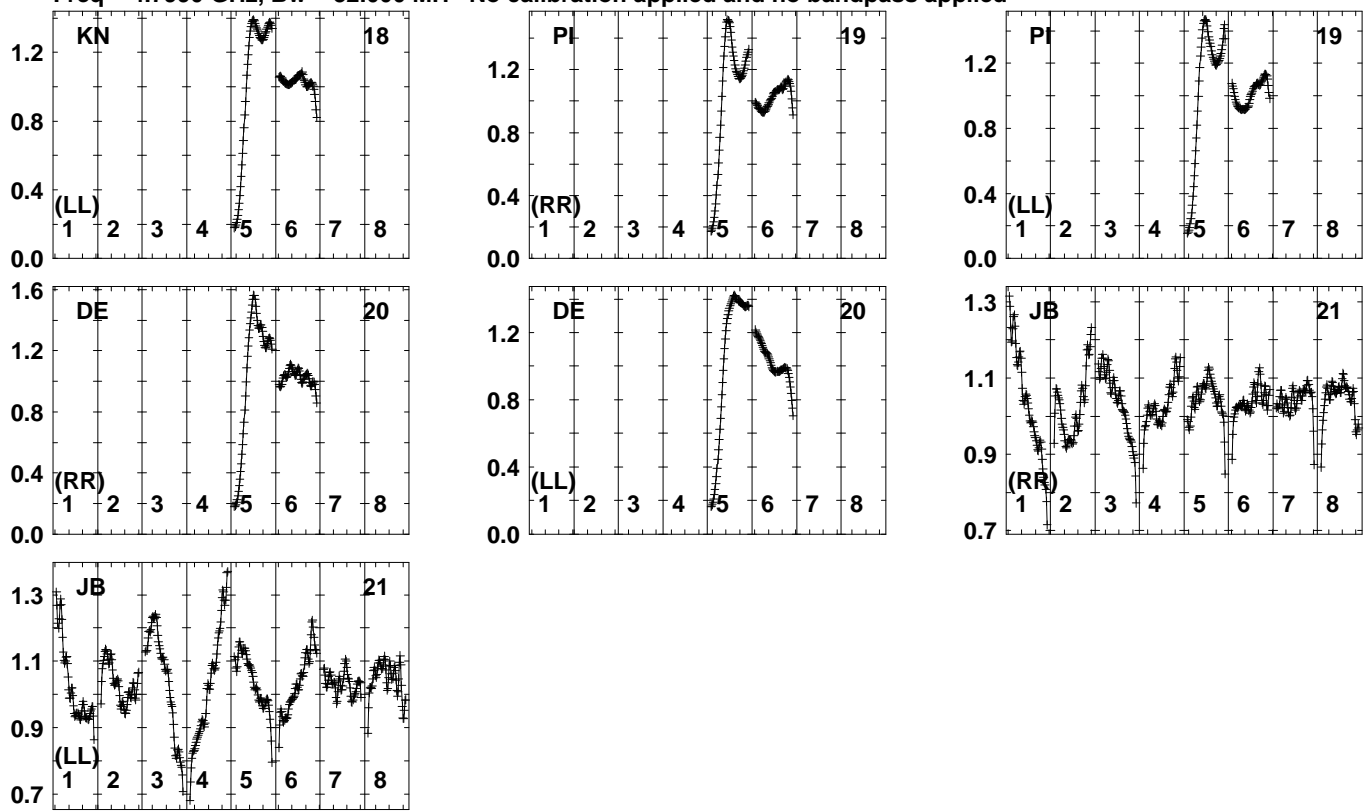 No calibration applied and no bandpass applied
KN 18 PI 19 PI 19
1.2 1.2 1.2
0.8 0.8 0.8
0.4 0.4 0.4
(LL) (RR) (LL)
1 2 3 4 5 6 7 8 1 2 3 4 5 6 7 8 1 2 3 4 5 6 7 8
0.0 0.0 0.0
1.6 1.3
DE 20 DE 20 JB 21
1.2 1.2 1.1
0.8 0.8 0.9
0.4 0.4
(RR) (LL) (RR)
1 2 3 4 5 6 7 8 1 2 3 4 5 6 7 8 1 2 3 4 5 6 7 8
0.0 0.0 0.7
JB 21
1.3
1.1
0.9
(LL)
1 2 3 4 5 6 7 8
0.7